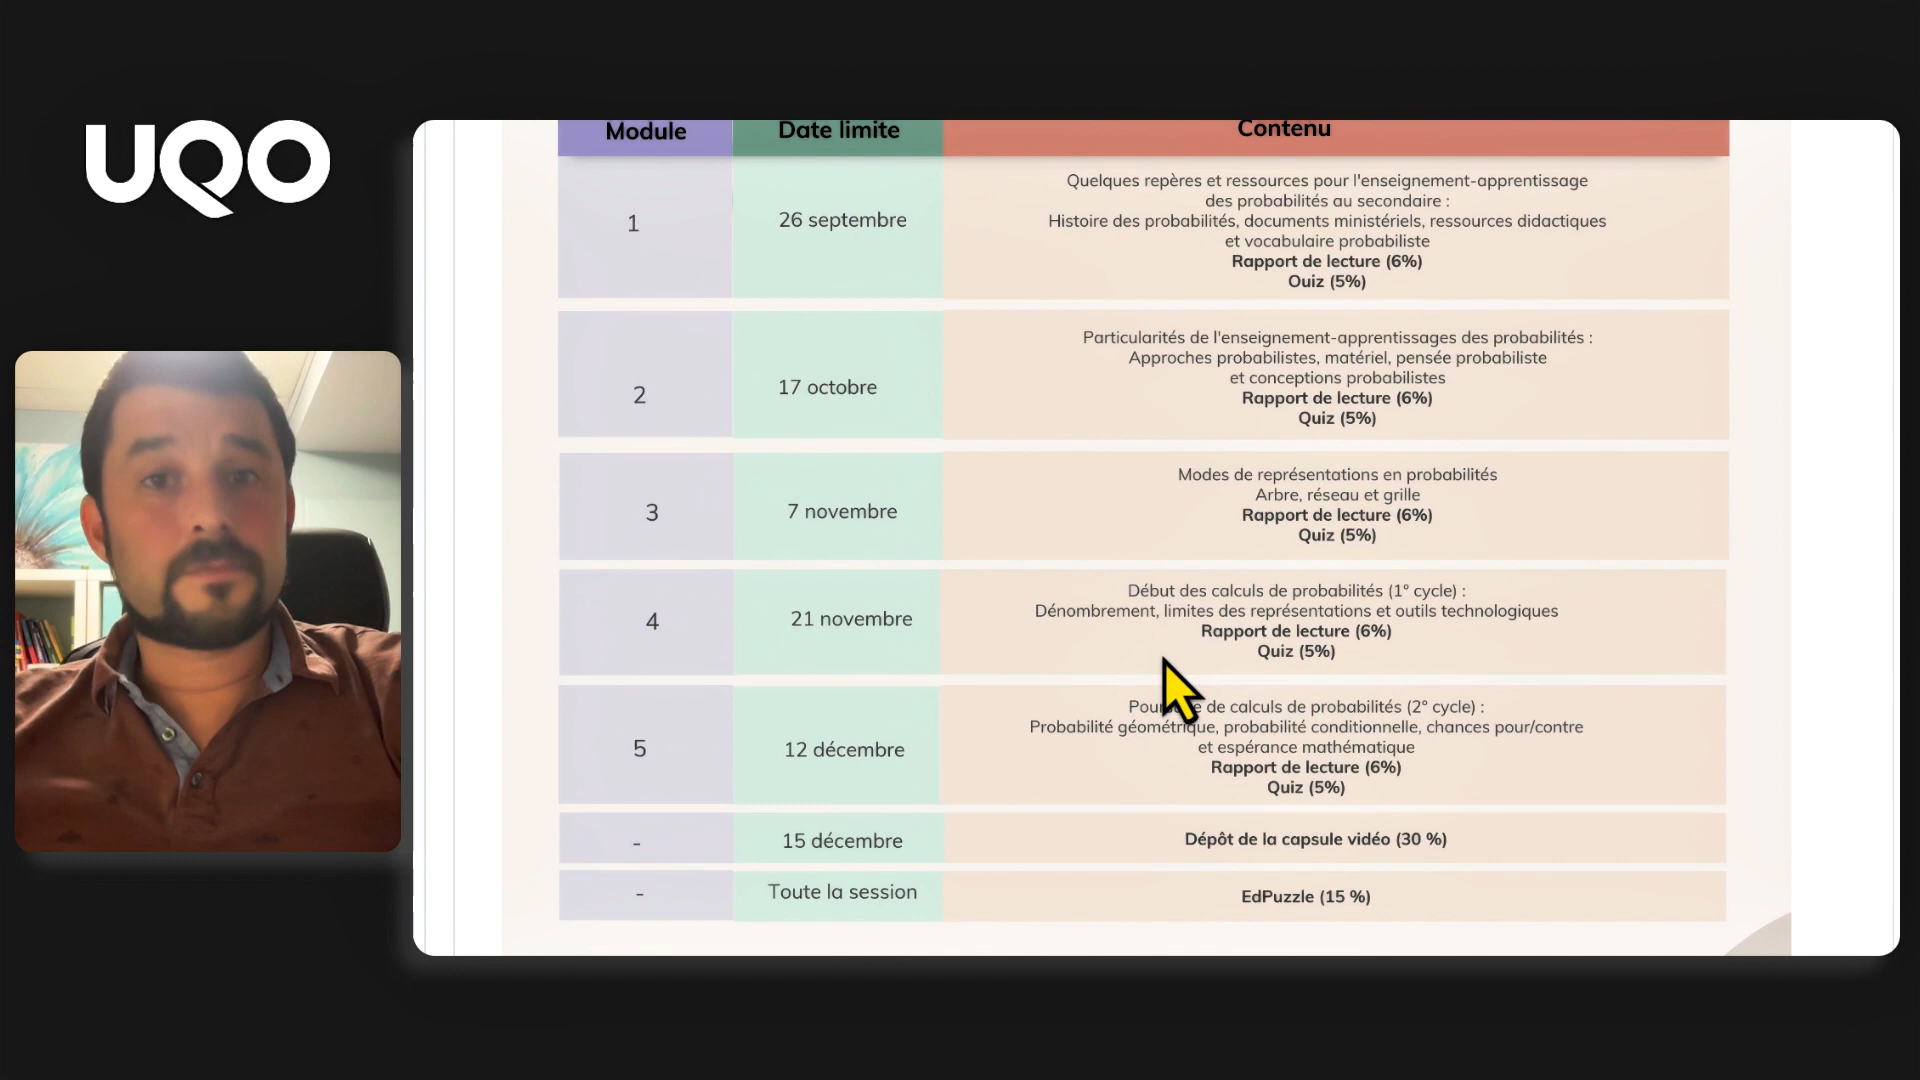 UQO
Module Date limite Contenu
1
26 septembre
Quelques repères et ressources pour l'enseignement-apprentissage
des probabilités au secondaire :
Histoire des probabilités, documents ministériels, ressources didactiques
et vocabulaire probabiliste
Rapport de lecture (6%)
Quiz (5%)
2
17 octobre
Particularités de l'enseignement-apprentissages des probabilités :
Approches probabilistes, matériel, pensée probabiliste
et conceptions probabilistes
Rapport de lecture (6%)
Quiz (5%)
3
7 novembre
Modes de représentations en probabilités
Arbre, réseau et grille
Rapport de lecture (6%)
Quiz (5%)
4
21 novembre
Début des calculs de probabilités (1° cycle) :
Dénombrement, limites des représentations et outils technologiques
Rapport de lecture (6%)
Quiz (5%)
5
12 décembre
de calculs de probabilités (2° cycle) :
Probabilité géométrique, probabilité conditionnelle, chances pour/contre
et espérance mathématique
Rapport de lecture (6%)
Quiz (5%)
-
15 décembre
Dépôt de la capsule vidéo (30 %)
-
Toute la session
EdPuzzle (15 %)